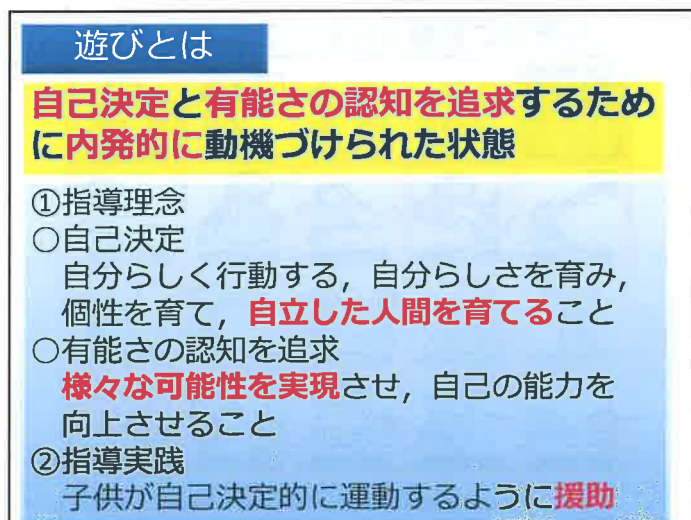 遊びとは
自己決定と有能さの認知を追求するため
に内発的に動機づけられた状態
①指導理念
○自己決定
自分らしく行動する，自分らしさを育み，
個性を育て，自立した人間を育てること
○有能さの認知を追求
様々な可能性を実現させ，自己の能力を
向上させること
②指導実践
子供が自己決定的に運動するように援助